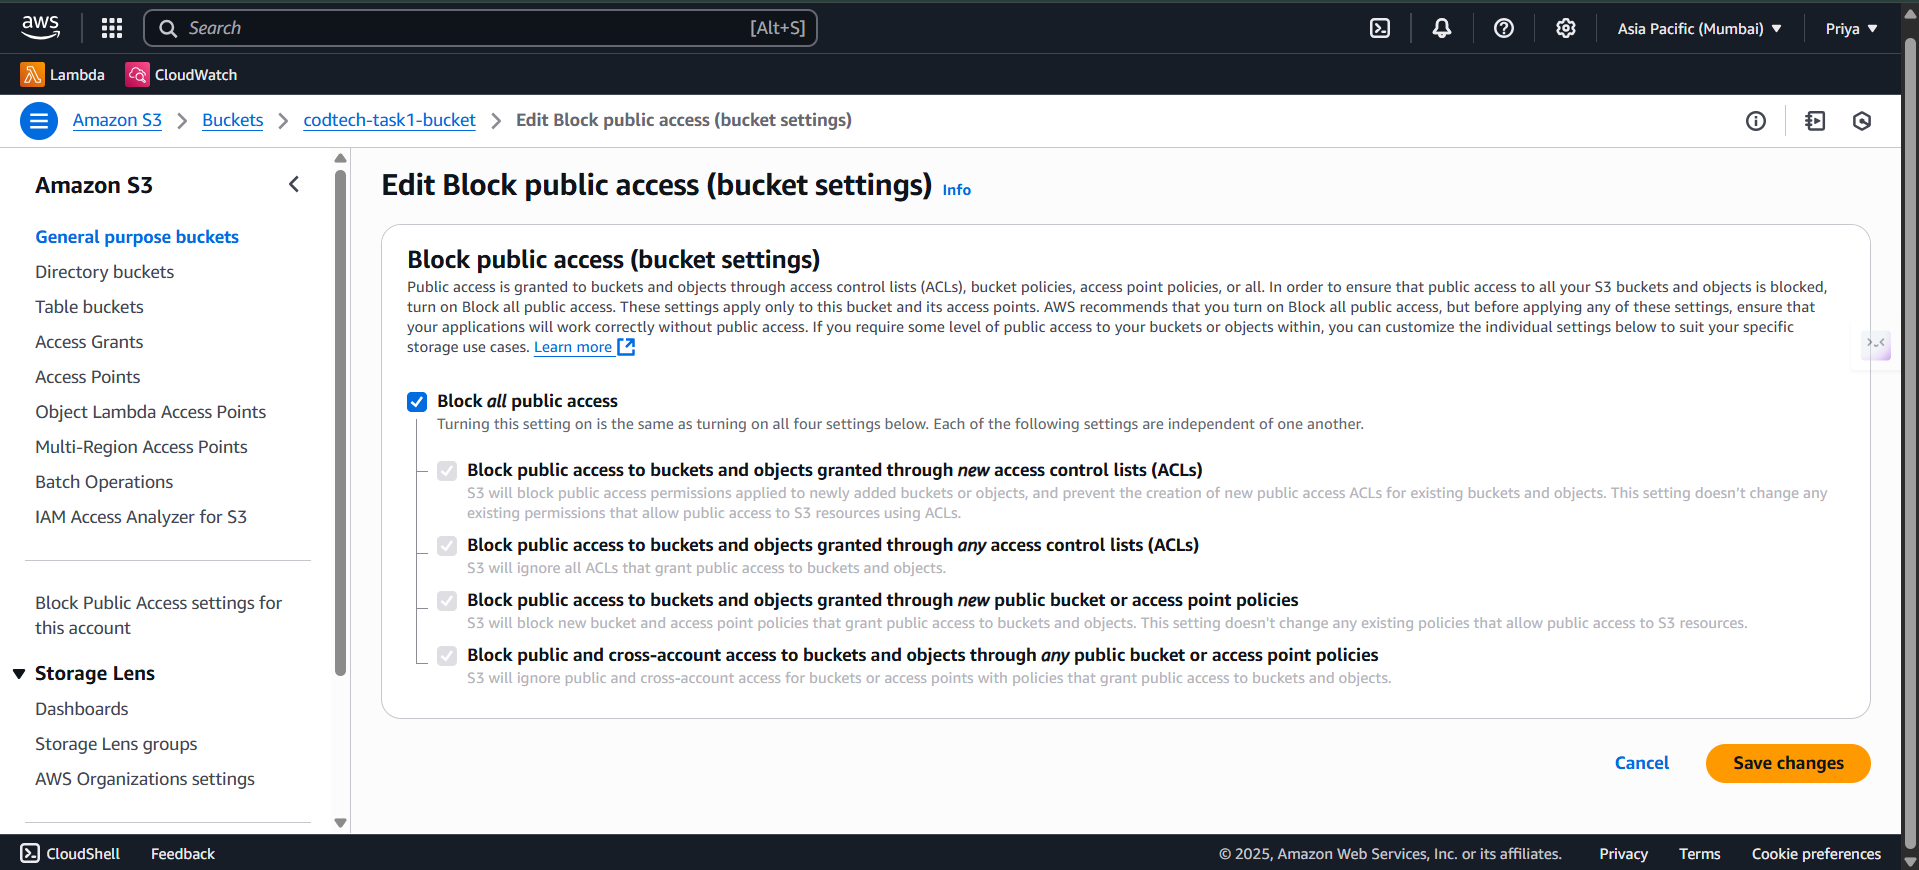 aws
Search [Alt+S]
Asia Pacific (Mumbai)
Priya
Lambda
CloudWatch
Amazon S3
Buckets
codtech-task1-bucket
Edit Block public access (bucket settings)
Amazon S3
General purpose buckets
Directory buckets
Table buckets
Access Grants
Access Points
Object Lambda Access Points
Multi-Region Access Points
Batch Operations
IAM Access Analyzer for S3
Block Public Access settings for
this account
Storage Lens
Dashboards
Storage Lens groups
AWS Organizations settings
Edit Block public access (bucket settings) Info
Block public access (bucket settings)
Public access is granted to buckets and objects through access control lists (ACLs), bucket policies, access point policies, or all. In order to ensure that public access to all your S3 buckets and objects is blocked,
turn on Block all public access. These settings apply only to this bucket and its access points. AWS recommends that you turn on Block all public access, but before applying any of these settings, ensure that
your applications will work correctly without public access. If you require some level of public access to your buckets or objects within, you can customize the individual settings below to suit your specific
storage use cases. Learn more
Block all public access
Turning this setting on is the same as turning on all four settings below. Each of the following settings are independent of one another.
Block public access to buckets and objects granted through new access control lists (ACLs)
S3 will block public access permissions applied to newly added buckets or objects, and prevent the creation of new public access ACLs for existing buckets and objects. This setting doesn’t change any
existing permissions that allow public access to S3 resources using ACLs.
Block public access to buckets and objects granted through any access control lists (ACLs)
S3 will ignore all ACLs that grant public access to buckets and objects.
Block public access to buckets and objects granted through new public bucket or access point policies
S3 will block new bucket and access point policies that grant public access to buckets and objects. This setting doesn't change any existing policies that allow public access to S3 resources.
Block public and cross-account access to buckets and objects through any public bucket or access point policies
S3 will ignore public and cross-account access for buckets or access points with policies that grant public access to buckets and objects.
Cancel
Save changes
CloudShell
Feedback
© 2025, Amazon Web Services, Inc. or its affiliates.
Privacy
Terms
Cookie preferences